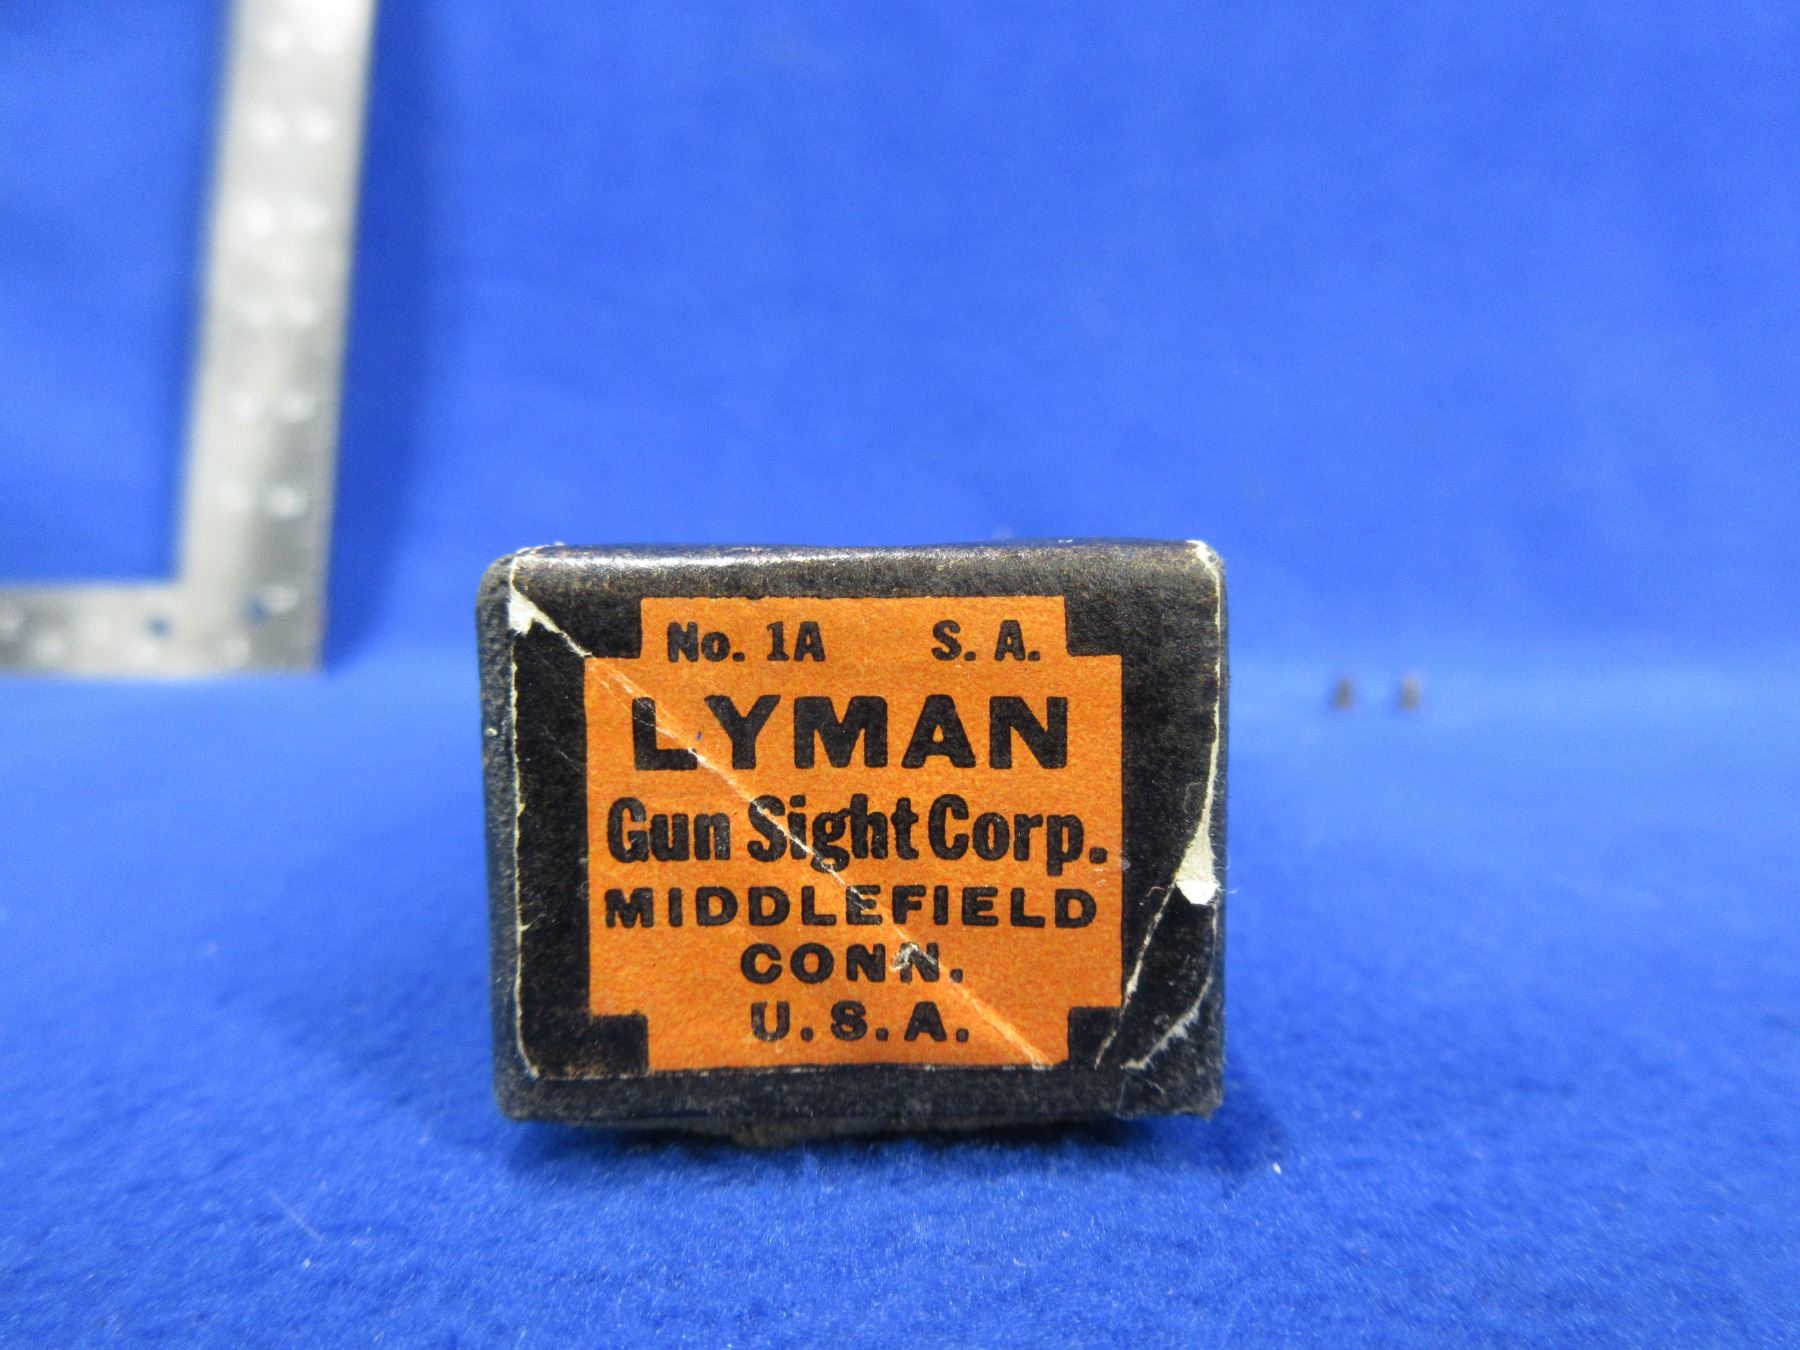 No. 1A S. A.
LYMAN
Gun Sight Corp.
MIDDLEFIELD
CONN.
U.S.A.